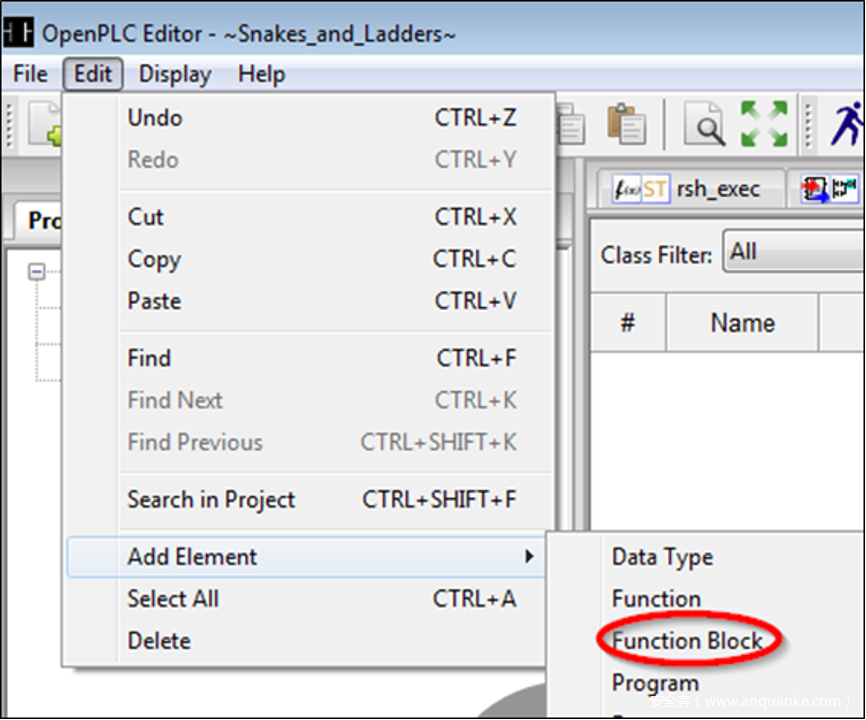 OpenPLC Editor - ~Snakes_and_Ladders~
File Edit Display Help
Undo CTRL+Z
Redo CTRL+Y
Cut CTRL+X
Copy CTRL+C
Paste CTRL+V
Find CTRL+F
Find Next CTRL+K
Find Previous CTRL+SHIFT+K
Search in Project CTRL+SHIFT+F
Add Element
Select All CTRL+A
Delete
Data Type
Function
Function Block
Program
f(x) ST rsh_exec
Class Filter: All
# Name
安全客 ( www.anquanke.com )